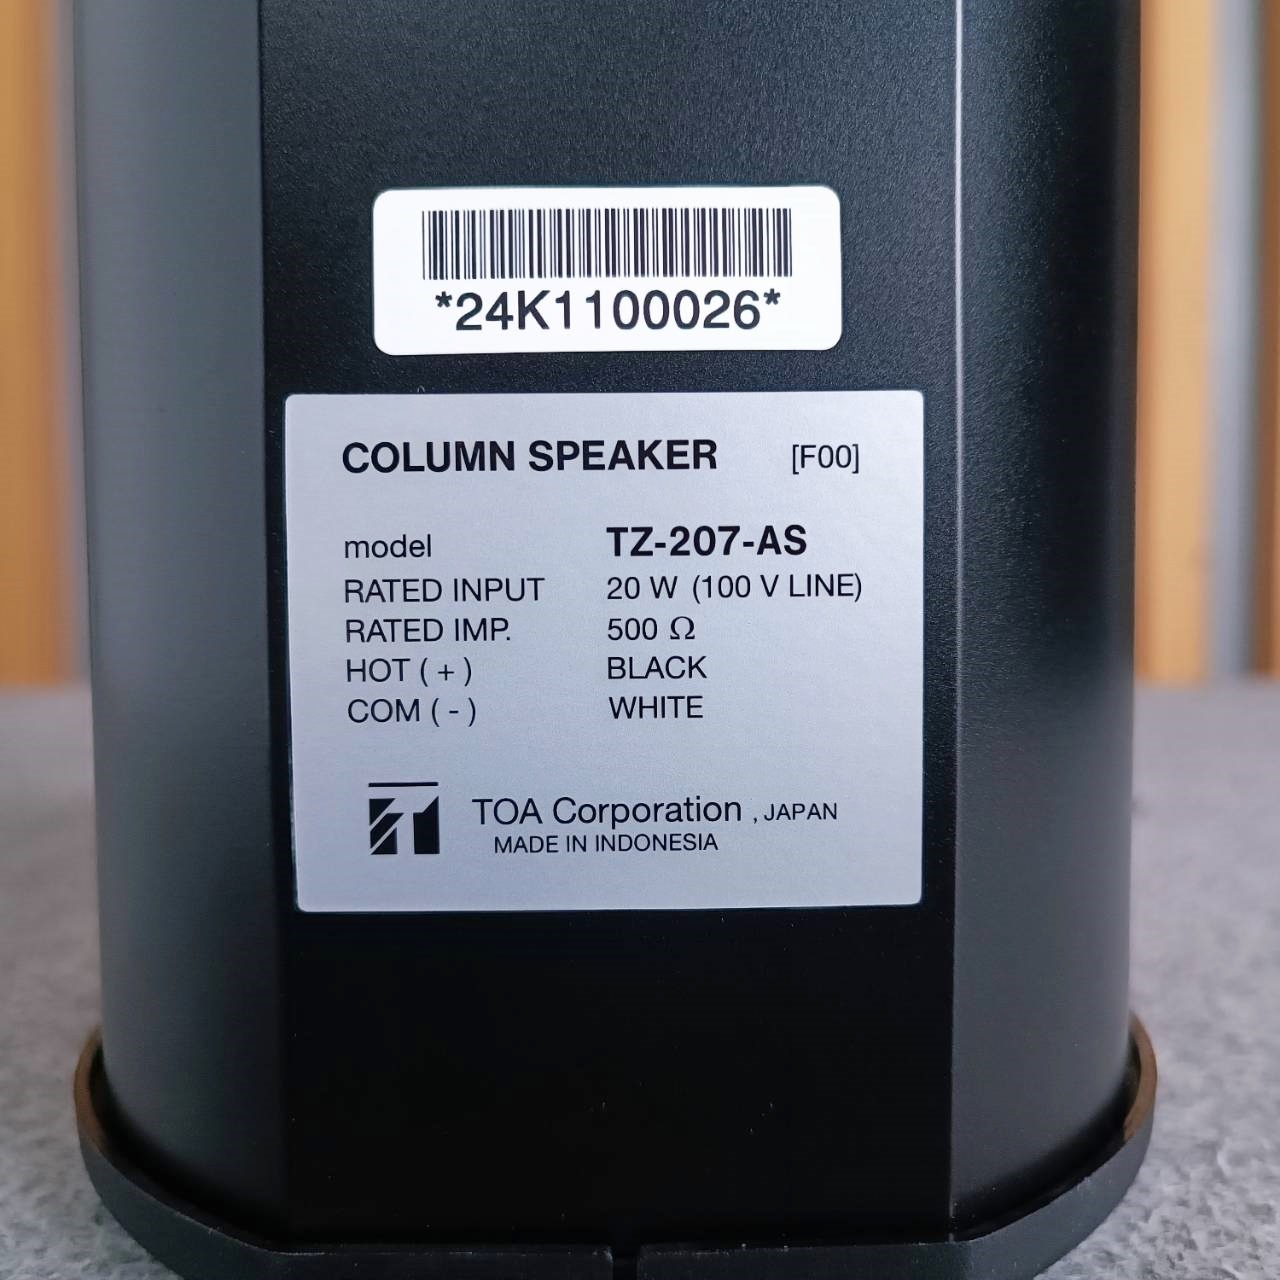 *24K1100026*
COLUMN SPEAKER [F00]
model TZ-207-AS
RATED INPUT 20 W (100 V LINE)
RATED IMP. 500 Ω
HOT ( + ) BLACK
COM ( - ) WHITE
TOA Corporation , JAPAN
MADE IN INDONESIA